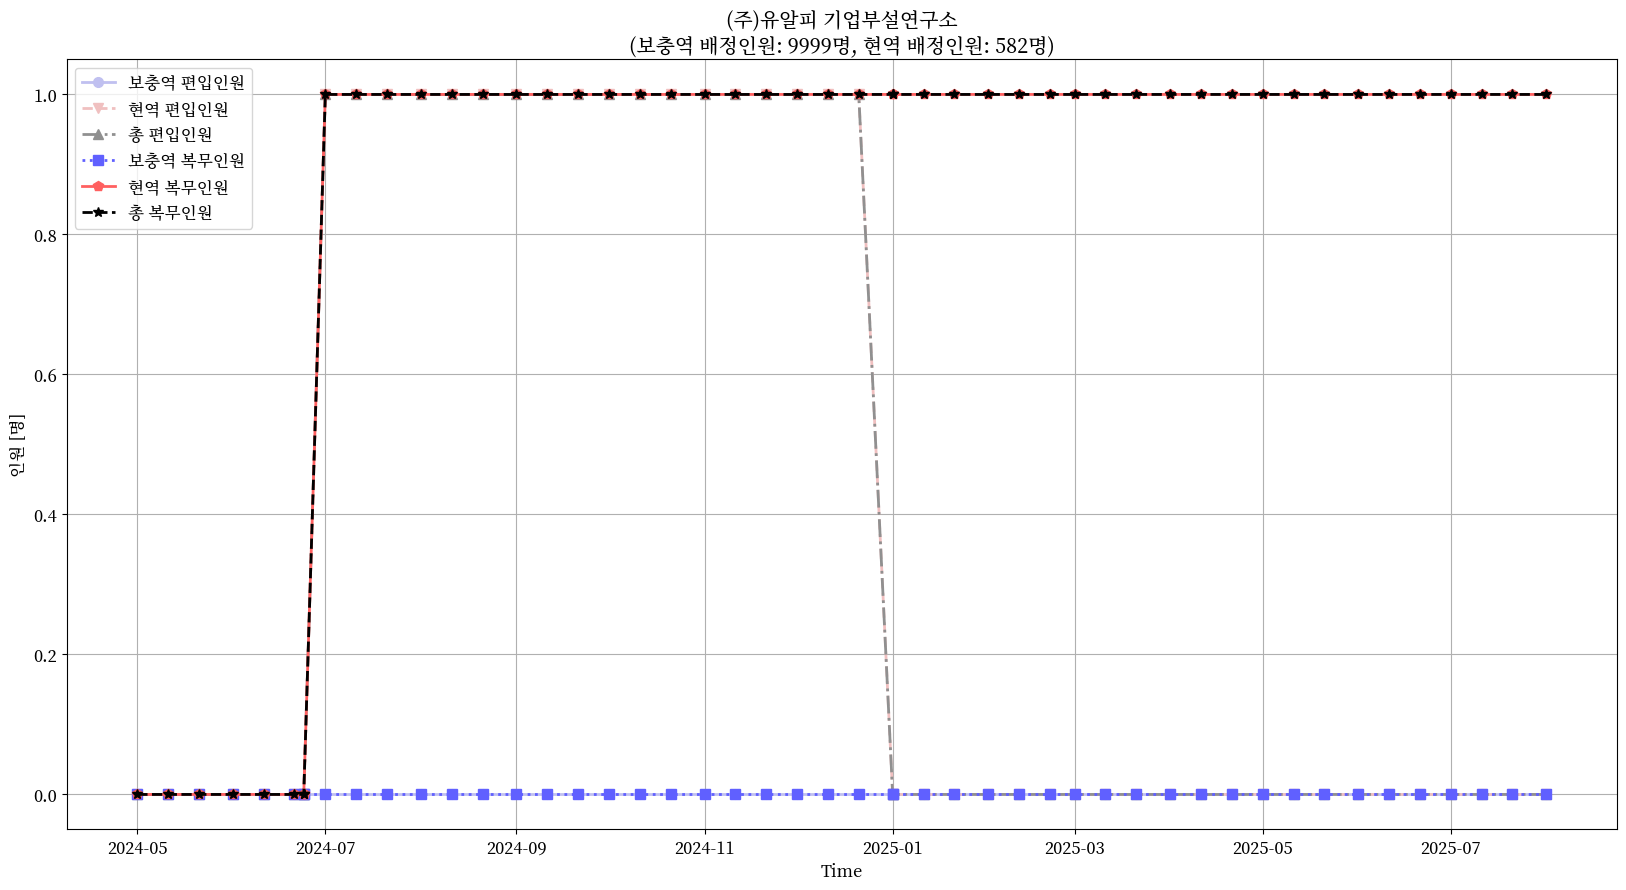 (주)유알피 기업부설연구소
(보충역 배정인원: 9999명, 현역 배정인원: 582명)
보충역 편입인원
현역 편입인원
총 편입인원
보충역 복무인원
현역 복무인원
총 복무인원
인원 [명]
1.0
0.8
0.6
0.4
0.2
0.0
2024-05
2024-07
2024-09
2024-11
2025-01
2025-03
2025-05
2025-07
Time